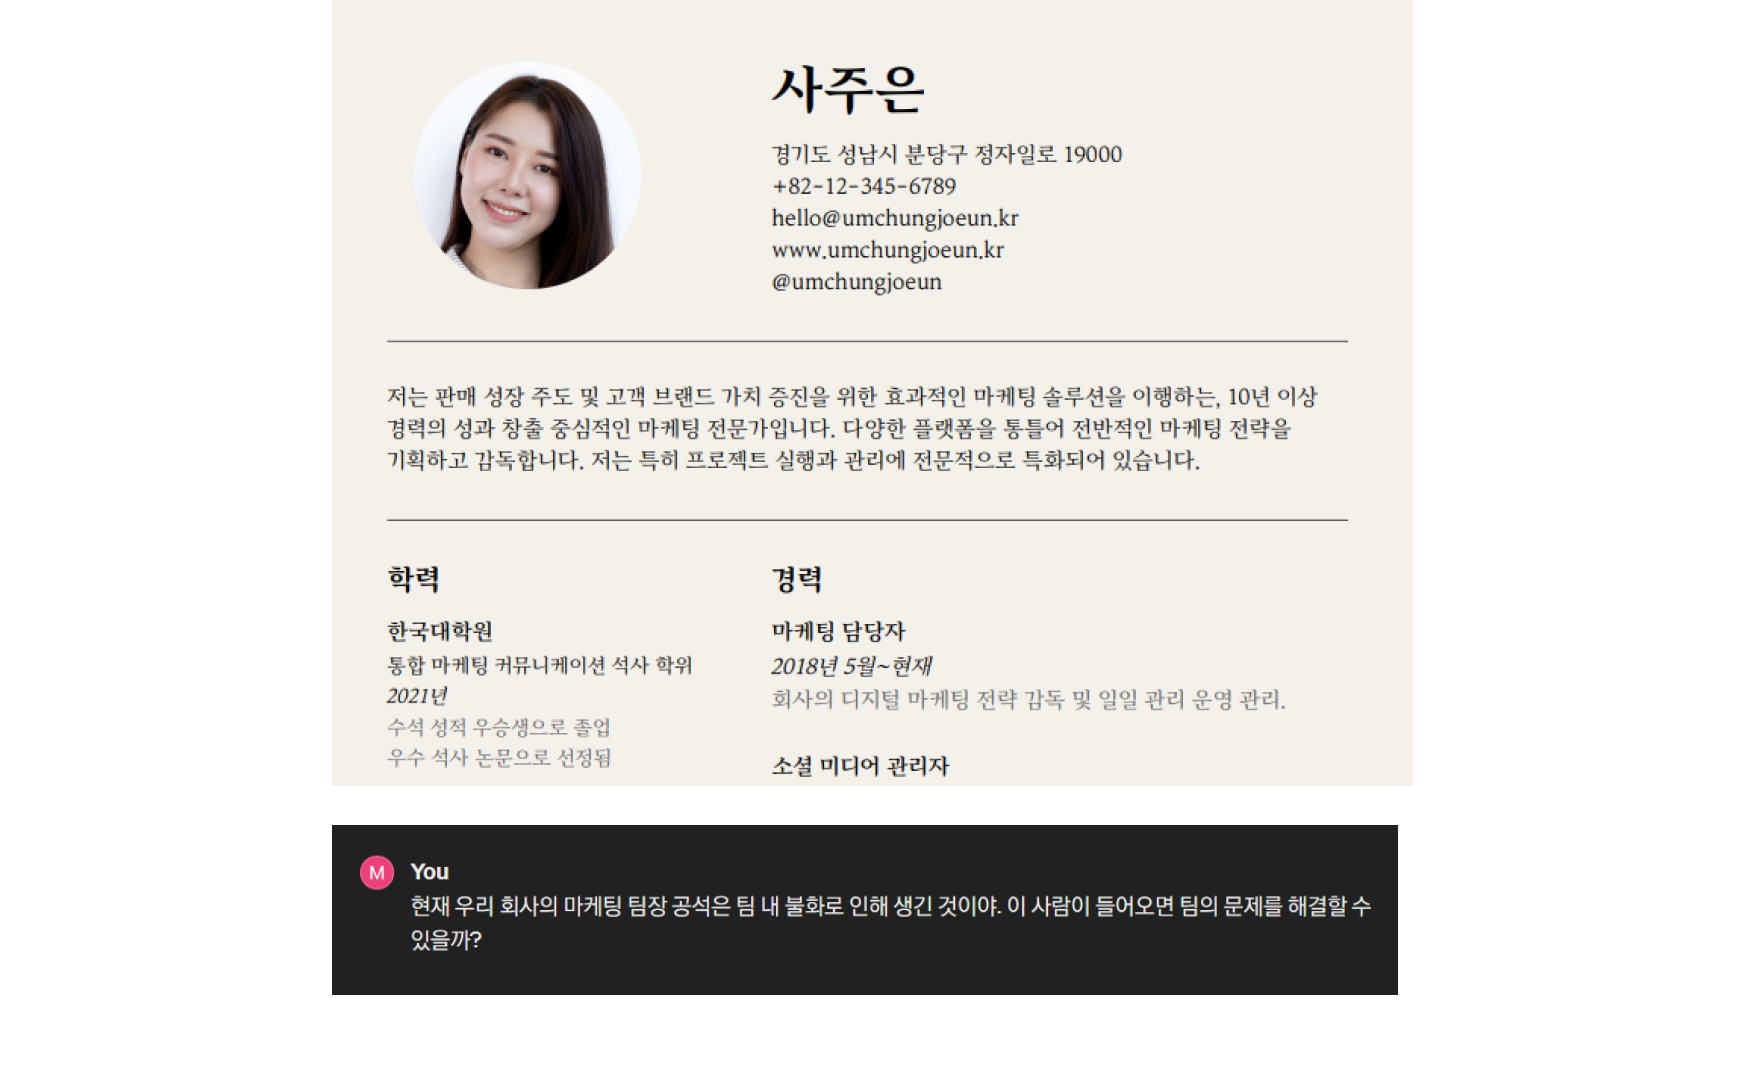 사주은
경기도 성남시 분당구 정자일로 19000
+82-12-345-6789
hello@umchungjoeun.kr
www.umchungjoeun.kr
@umchungjoeun
저는 판매 성장 주도 및 고객 브랜드 가치 증진을 위한 효과적인 마케팅 솔루션을 이행하는, 10년 이상
경력의 성과 창출 중심적인 마케팅 전문가입니다. 다양한 플랫폼을 통틀어 전반적인 마케팅 전략을
기획하고 감독합니다. 저는 특히 프로젝트 실행과 관리에 전문적으로 특화되어 있습니다.
학력
한국대학원
통합 마케팅 커뮤니케이션 석사 학위
2021년
수석 성적 우승생으로 졸업
우수 석사 논문으로 선정됨
경력
마케팅 담당자
2018년 5월~현재
회사의 디지털 마케팅 전략 감독 및 일일 관리 운영 관리.
소셜 미디어 관리자
M
You
현재 우리 회사의 마케팅 팀장 공석은 팀 내 불화로 인해 생긴 것이야. 이 사람이 들어오면 팀의 문제를 해결할 수
있을까?